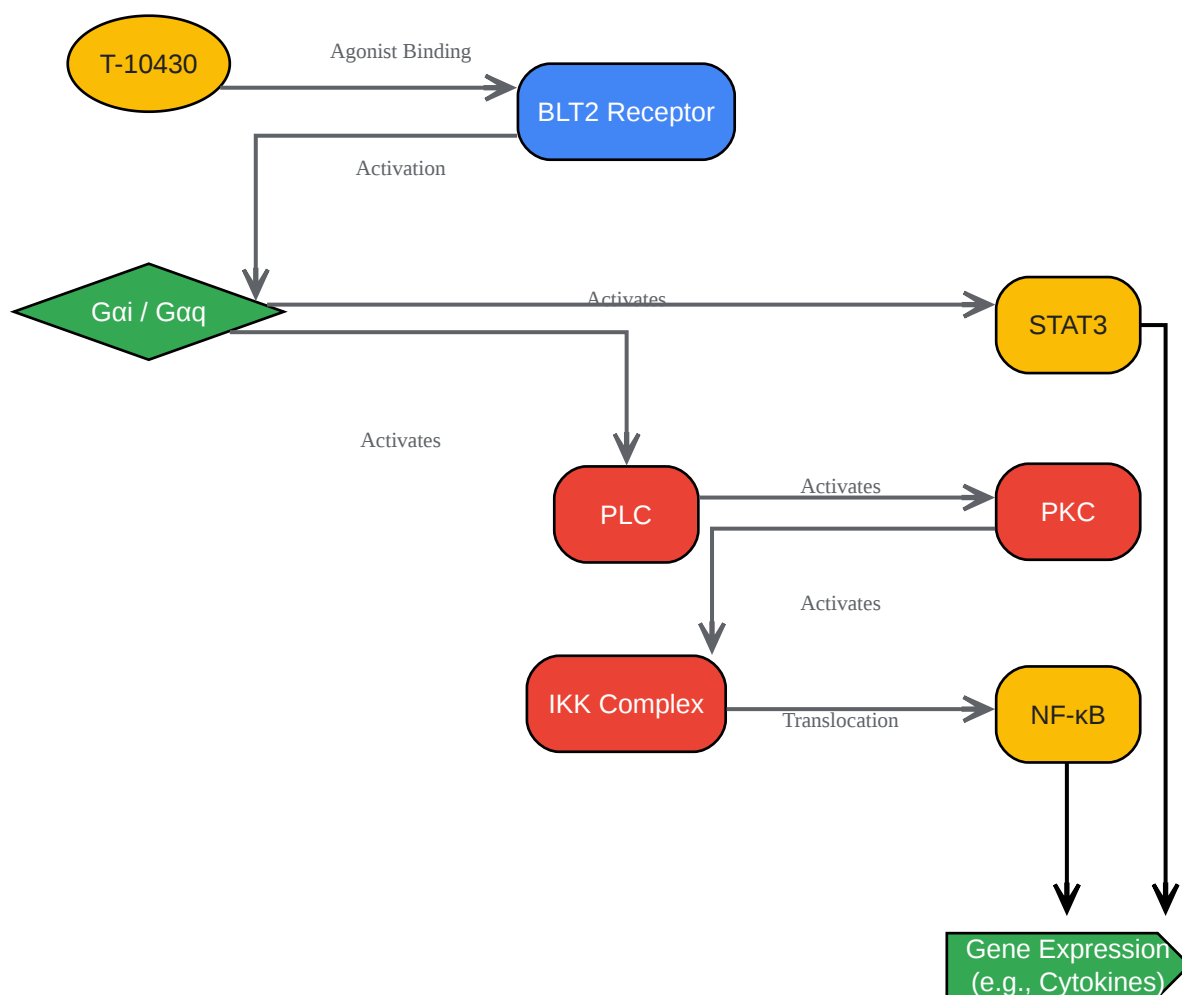 T-10430
Agonist Binding
BLT2 Receptor
Activation
Gαi / Gαq
Activates
STAT3
Activates
PLC
Activates
PKC
Activates
IKK Complex
Translocation
NF-κB
Gene Expression
(e.g., Cytokines)